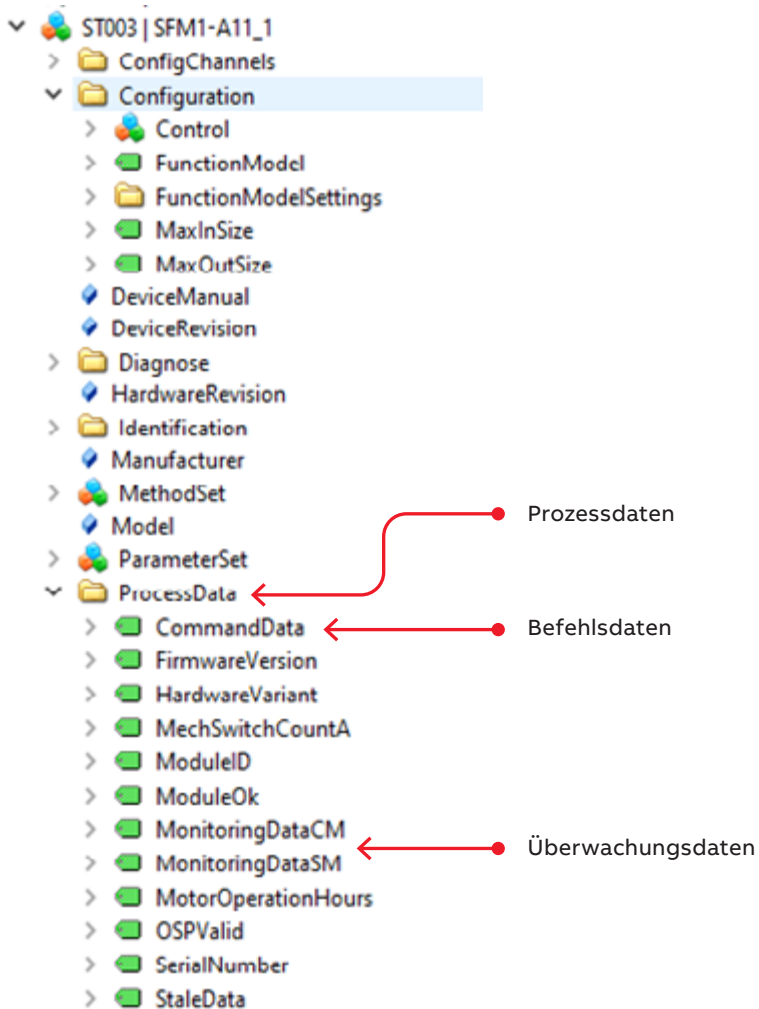 ST003 | SFM1-A11_1
ConfigChannels
Configuration
Control
FunctionModel
FunctionModelSettings
MaxInSize
MaxOutSize
DeviceManual
DeviceRevision
Diagnose
HardwareRevision
Identification
Manufacturer
MethodSet
Prozessdaten
Model
ParameterSet
ProcessData
CommandData
Befehlsdaten
FirmwareVersion
HardwareVariant
MechSwitchCountA
ModuleID
ModuleOk
MonitoringDataCM
Überwachungsdaten
MonitoringDataSM
MotorOperationHours
OSPValid
SerialNumber
StaleData